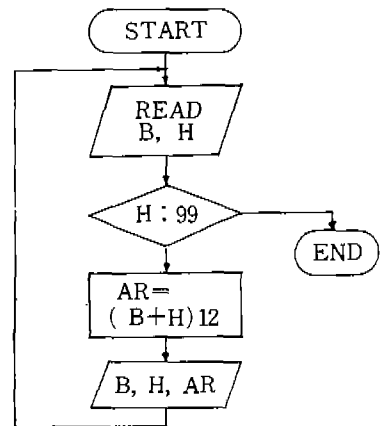 START
READ
B, H
H : 99
END
AR=
( B+H)12
B, H, AR